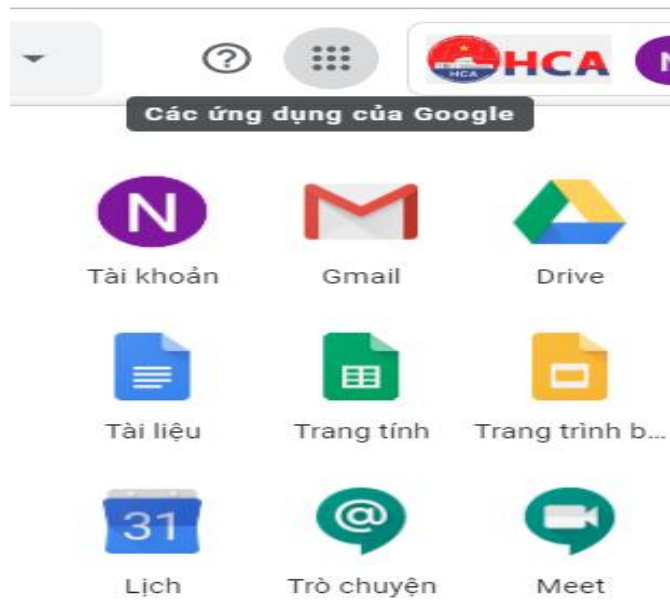 HCA
HCA
N
Các ứng dụng của Google
N
Tài khoản
Gmail
Drive
Tài liệu
Trang tính
Trang trình b...
31
@
Lịch
Trò chuyện
Meet